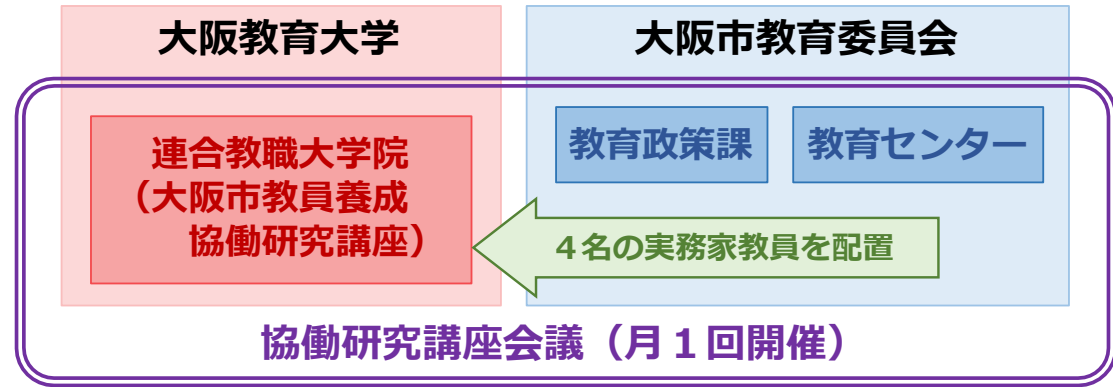 大阪教育大学
大阪市教育委員会
連合教職大学院
（大阪市教員養成
協働研究講座）
教育政策課
教育センター
４名の実務家教員を配置
協働研究講座会議（月１回開催）